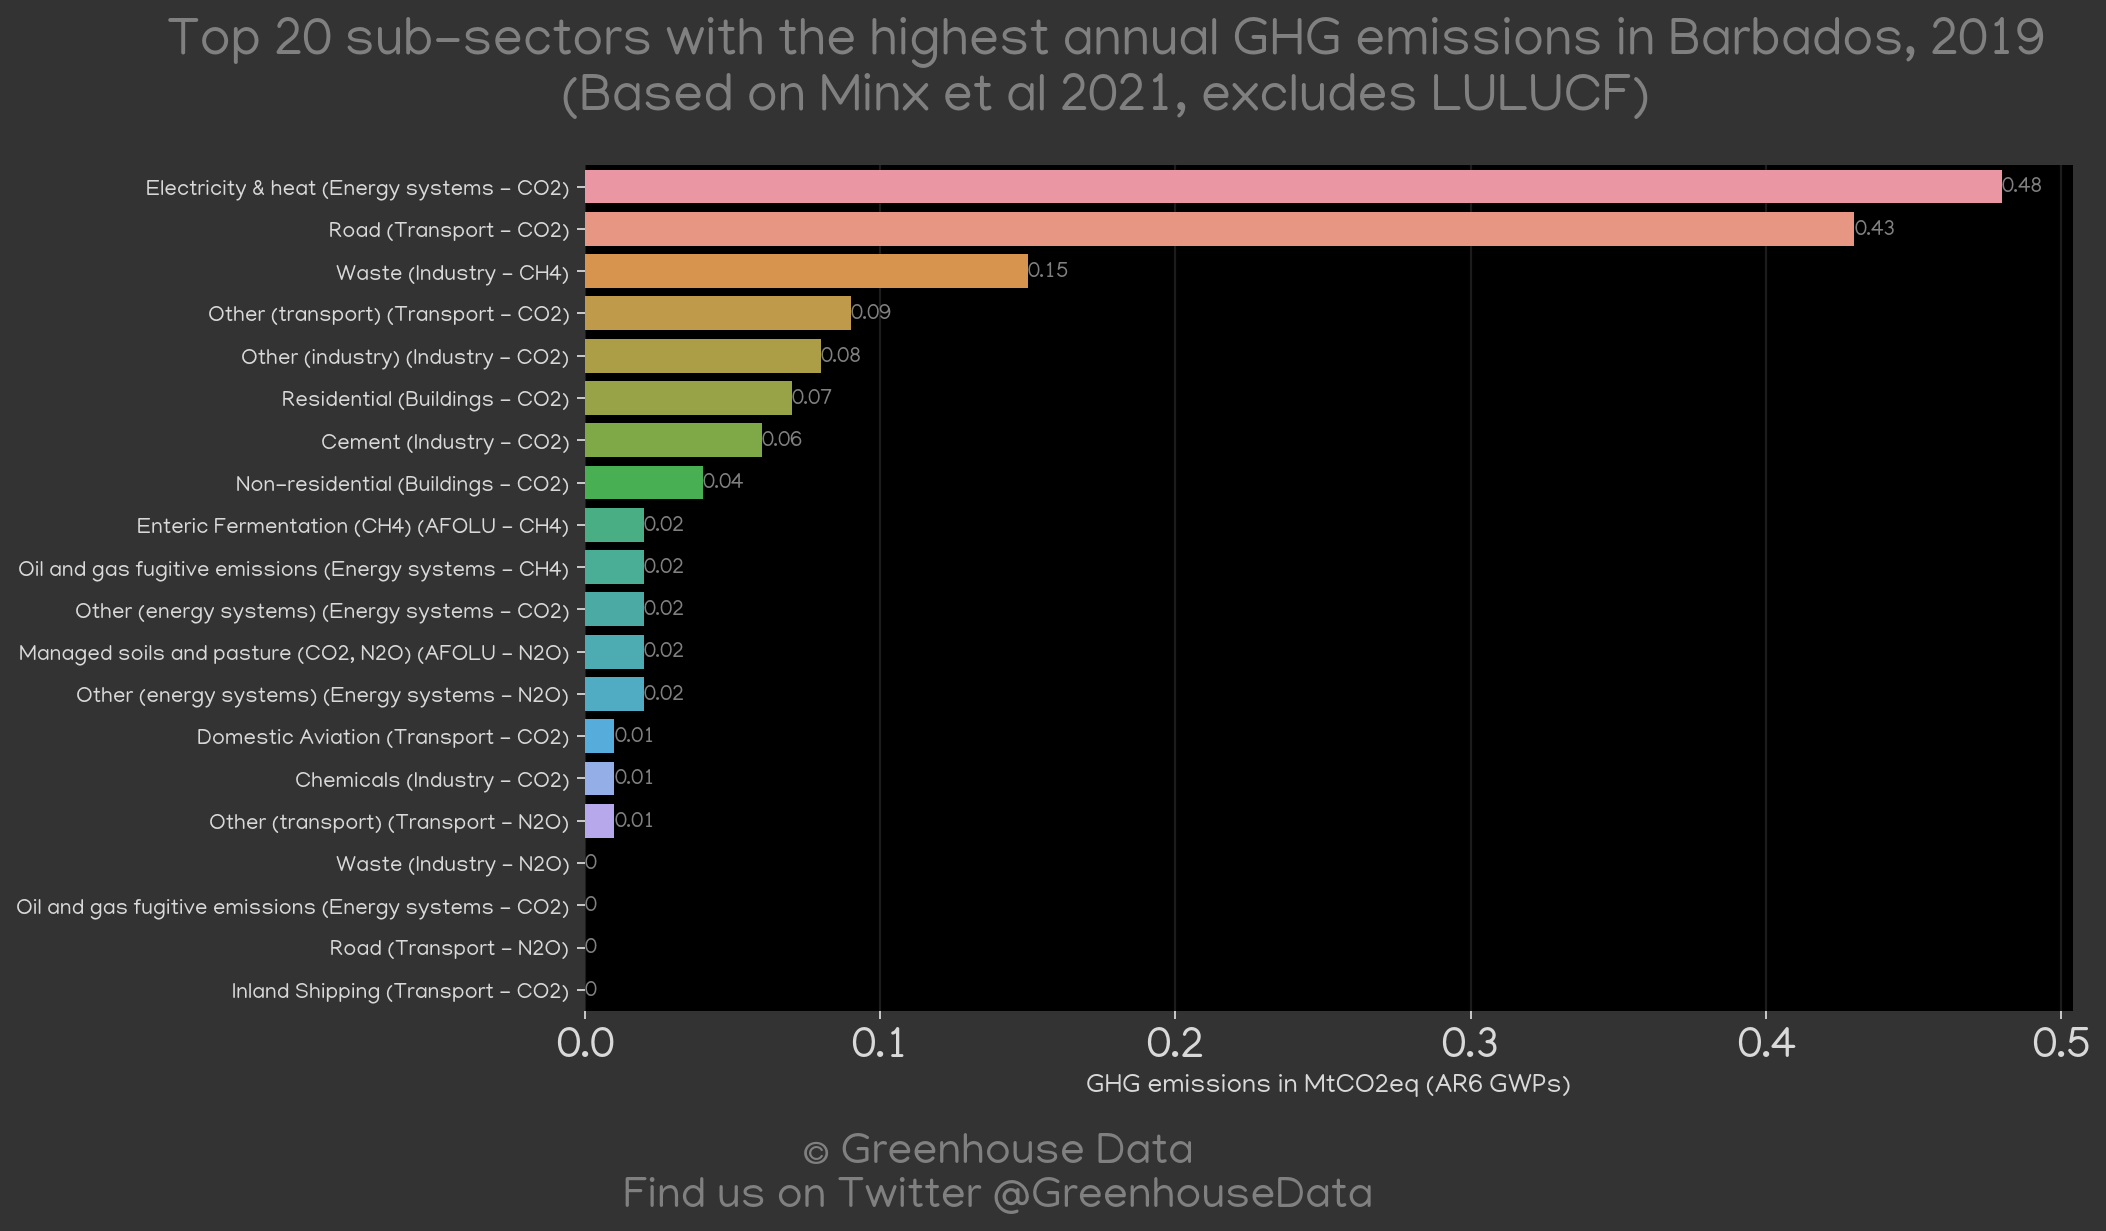 Top 20 sub-sectors with the highest annual GHG emissions in Barbados, 2019
(Based on Minx et al 2021, excludes LULUCF)
Electricity & heat (Energy systems - CO2) 0.48
Road (Transport - CO2) 0.43
Waste (Industry - CH4) 0.15
Other (transport) (Transport - CO2) 0.09
Other (industry) (Industry - CO2) 0.08
Residential (Buildings - CO2) 0.07
Cement (Industry - CO2) 0.06
Non-residential (Buildings - CO2) 0.04
Enteric Fermentation (CH4) (AFOLU - CH4) 0.02
Oil and gas fugitive emissions (Energy systems - CH4) 0.02
Other (energy systems) (Energy systems - CO2) 0.02
Managed soils and pasture (CO2, N2O) (AFOLU - N2O) 0.02
Other (energy systems) (Energy systems - N2O) 0.02
Domestic Aviation (Transport - CO2) 0.01
Chemicals (Industry - CO2) 0.01
Other (transport) (Transport - N2O) 0.01
Waste (Industry - N2O) 0
Oil and gas fugitive emissions (Energy systems - CO2) 0
Road (Transport - N2O) 0
Inland Shipping (Transport - CO2) 0
0.0 0.1 0.2 0.3 0.4 0.5
GHG emissions in MtCO2eq (AR6 GWPs)
© Greenhouse Data
Find us on Twitter @GreenhouseData